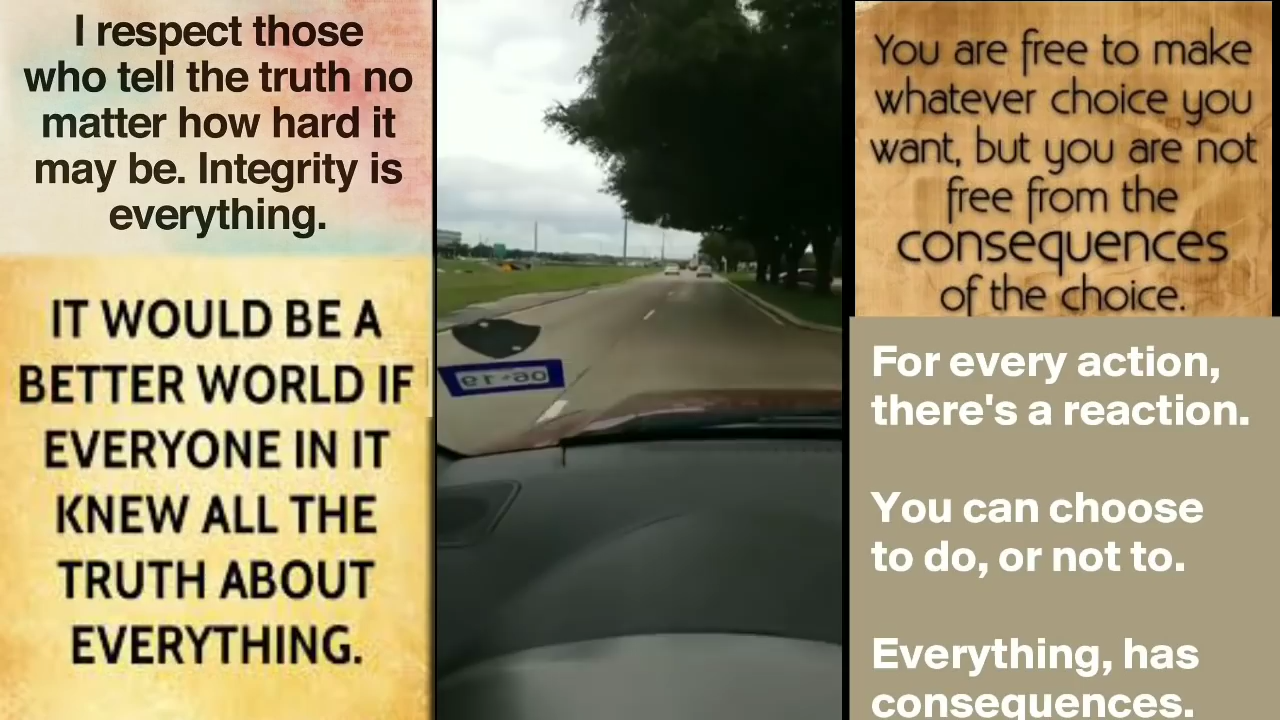 I respect those
who tell the truth no
matter how hard it
may be. Integrity is
everything.
IT WOULD BE A
BETTER WORLD IF
EVERYONE IN IT
KNEW ALL THE
TRUTH ABOUT
EVERYTHING.
06-19
You are free to make
whatever choice you
want, but you are not
free from the
consequences
of the choice.
For every action,
there's a reaction.
You can choose
to do, or not to.
Everything, has
consequences.